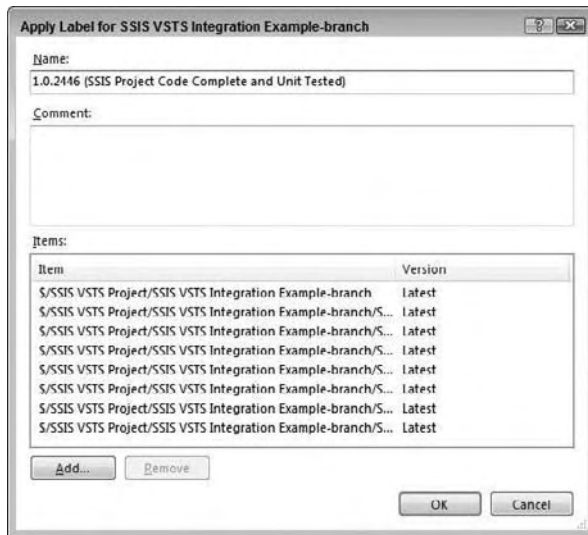 Apply Label for SSIS VSTS Integration Example-branch
Name:
1.0.2446 (SSIS Project Code Complete and Unit Tested)
Comment:
Items:
Item Version
$/SSIS VSTS Project/SSIS VSTS Integration Example-branch Latest
$/SSIS VSTS Project/SSIS VSTS Integration Example-branch/S... Latest
$/SSIS VSTS Project/SSIS VSTS Integration Example-branch/S... Latest
$/SSIS VSTS Project/SSIS VSTS Integration Example-branch/S... Latest
$/SSIS VSTS Project/SSIS VSTS Integration Example-branch/S... Latest
$/SSIS VSTS Project/SSIS VSTS Integration Example-branch/S... Latest
$/SSIS VSTS Project/SSIS VSTS Integration Example-branch/S... Latest
$/SSIS VSTS Project/SSIS VSTS Integration Example-branch/S... Latest
Add... Remove
OK Cancel